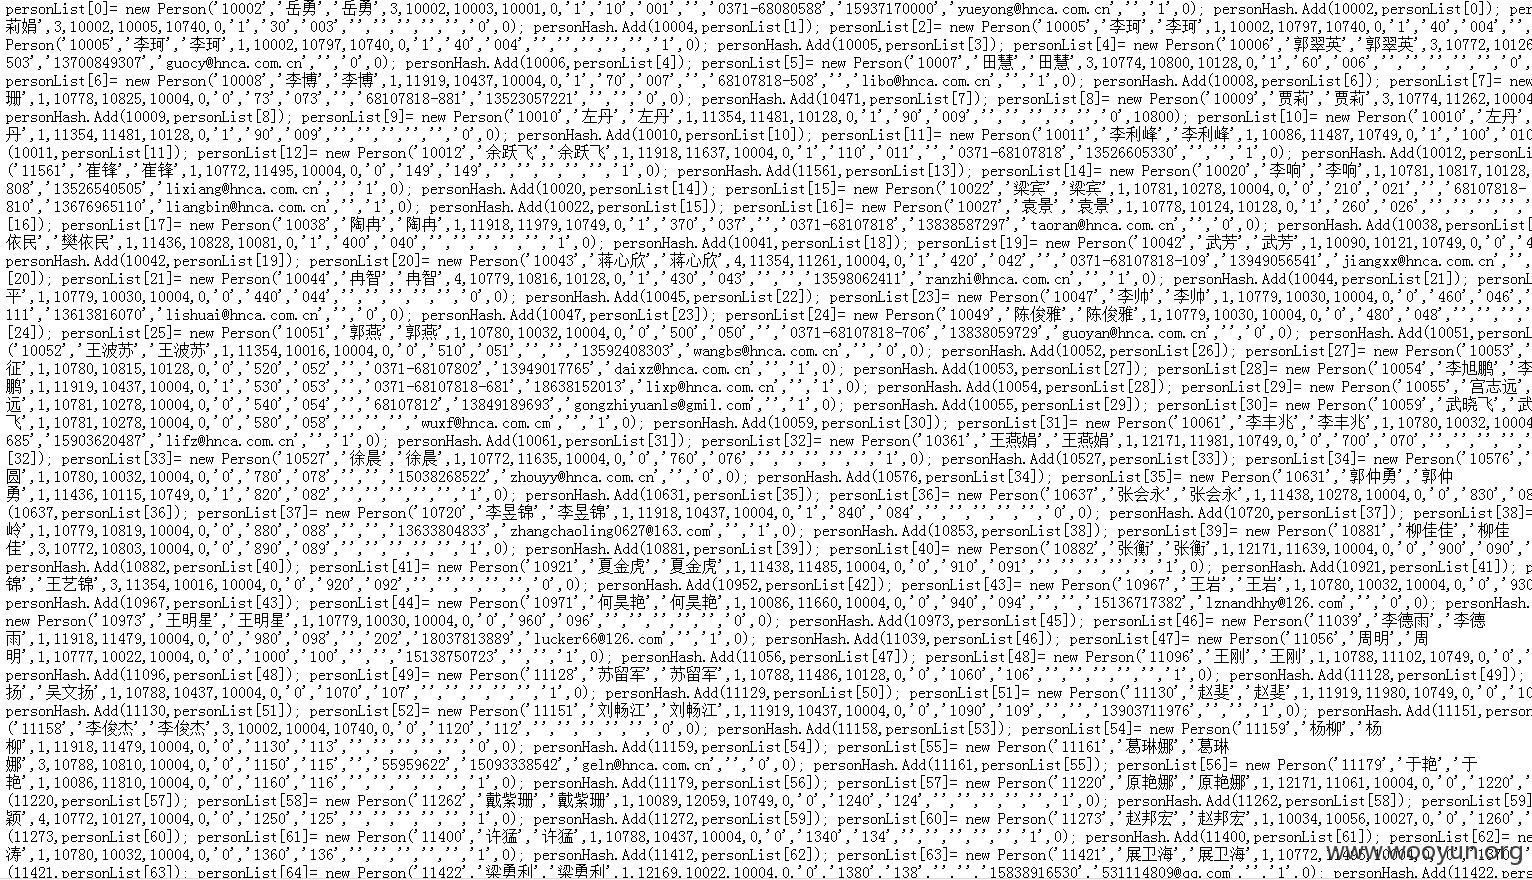 personList[0]= new Person('10002','岳勇','岳勇',3,10002,10003,10001,0,'1','10','001','','','0371-68080588','15937170000','yueyong@hnca.com.cn','','','1',0); personHash.Add(10002,personList[0]);
莉娟',3,10002,10005,10740,0,'1','30','003','','','','','','','','0',0); personHash.Add(10004,personList[1]); personList[2]= new Person('10005','李珂','李珂',1,10002,10797,10740,0,'1','40','004'
Person('10005','李珂','李珂',1,10002,10797,10740,0,'1','40','004','','','','','','','','1',0); personHash.Add(10005,personList[3]); personList[4]= new Person('10006','郭翠英','郭翠英',3,10772,
503','13700849307','guocy@hnca.com.cn','','','0',0); personHash.Add(10006,personList[4]); personList[5]= new Person('10007','田慧','田慧',3,10774,10800,10128,0,'1','60','006'
personList[6]= new Person('10008','李博','李博',1,11919,10437,10004,0,'1','70','007','','','68107818-508','','libo@hnca.com.cn','','','1',0); personHash.Add(10008,personList[6]); personList[7]= new
珊',1,10778,10825,10004,0,'0','73','073','','','68107818-881','13523057221','','','','0',0); personHash.Add(10471,personList[7]); personList[8]= new Person('10009','贾莉','贾莉',3,10774,11262,10004
personHash.Add(10009,personList[8]); personList[9]= new Person('10010','左丹','左丹',1,11354,11481,10128,0,'1','90','009','','','','','','','','0',10800); personList[10]= new Person('10010','左丹'
丹',1,11354,11481,10128,0,'1','90','009','','','','','','','','0',0); personHash.Add(10010,personList[10]); personList[11]= new Person('10011','李利峰','李利峰',1,10086,11487,10749,0,'1','100','010
(10011,personList[11]); personList[12]= new Person('10012','余跃飞','余跃飞',1,11918,11637,10004,0,'1','110','011','','','0371-68107818','13526605330','','','','1',0); personHash.Add(10012,
('11561','崔锋','崔锋',1,10772,11495,10004,0,'0','149','149','','','','','','','','1',0); personHash.Add(11561,personList[13]); personList[14]= new Person('10020','李响','李响',1,10781,10817,10128,
808','13526540505','lixiang@hnca.com.cn','','','1',0); personHash.Add(10020,personList[14]); personList[15]= new Person('10022','梁宾','梁宾',1,10781,10278,10004,0,'0','210','021','','','68107818-
810','13676965110','liangbin@hnca.com.cn','','','1',0); personHash.Add(10022,personList[15]); personList[16]= new Person('10027','袁景','袁景',1,10778,10124,10128,0,'1','260','026'
[16]); personList[17]= new Person('10038','陶冉','陶冉',1,11918,11979,10749,0,'1','370','037','','','0371-68107818','13838587297','taoran@hnca.com.cn','','','0',0); personHash.Add(10038,
依民','樊依民',1,11436,10828,10081,0,'1','400','040','','','','','','','','1',0); personHash.Add(10041,personList[18]); personList[19]= new Person('10042','武芳','武芳',1,10090,10121,10749,0,'0',
personHash.Add(10042,personList[19]); personList[20]= new Person('10043','蒋心欣','蒋心欣',4,11354,11261,10004,0,'1','420','042','','','0371-68107818-109','13949056541','jiangxx@hnca.com.cn','',
[20]); personList[21]= new Person('10044','冉智','冉智',4,10779,10816,10128,0,'1','430','043','','','','13598062411','ranzhi@hnca.com.cn','','','1',0); personHash.Add(10044,personList[21]);
平',1,10779,10030,10004,0,'0','440','044','','','','','','','','0',0); personHash.Add(10045,personList[22]); personList[23]= new Person('10047','李帅','李帅',1,10779,10030,10004,0,'0','460','046','
111','13613816070','lishuai@hnca.com.cn','','','0',0); personHash.Add(10047,personList[23]); personList[24]= new Person('10049','陈俊雅','陈俊雅',1,10779,10030,10004,0,'0','480','048'
[24]); personList[25]= new Person('10051','郭燕','郭燕',1,10780,10032,10004,0,'0','500','050','','','0371-68107818-706','13838059729','guoyan@hnca.com.cn','','','0',0); personHash.Add(10051,
('10052','王波苏','王波苏',1,11354,10016,10004,0,'0','510','051','','','','13592408303','wangbs@hnca.com.cn','','','0',0); personHash.Add(10052,personList[26]); personList[27]= new Person('10053'
征',1,10780,10815,10128,0,'0','520','052','','','0371-68107802','13949017765','daixz@hnca.com.cn','','','1',0); personHash.Add(10053,personList[27]); personList[28]= new Person('10054','李旭鹏','李
鹏',1,11919,10437,10004,0,'1','530','053','','','0371-68107818-681','18638152013','lixp@hnca.com.cn','','','1',0); personHash.Add(10054,personList[28]); personList[29]= new Person('10055','宫志远'
远',1,10781,10278,10004,0,'0','540','054','','','68107812','13849189693','gongzhiyuanls@gmil.com','','','1',0); personHash.Add(10055,personList[29]); personList[30]= new Person('10059','武晓飞','武
飞',1,10781,10278,10004,0,'0','580','058','','','','','wuxf@hnca.com.cm','','','1',0); personHash.Add(10059,personList[30]); personList[31]= new Person('10061','李丰兆','李丰兆',1,10780,10032,10004
685','15903620487','lifz@hnca.com.cn','','','1',0); personHash.Add(10061,personList[31]); personList[32]= new Person('10361','王燕娟','王燕娟',1,12171,11981,10749,0,'0','700','070'
[32]); personList[33]= new Person('10527','徐晨','徐晨',1,10772,11635,10004,0,'0','760','076','','','','','','','','1',0); personHash.Add(10527,personList[33]); personList[34]= new Person('10576','
圆',1,10780,10032,10004,0,'0','780','078','','','','15038268522','zhouyy@hnca.com.cn','','','0',0); personHash.Add(10576,personList[34]); personList[35]= new Person('10631','郭仲勇','郭仲
勇',1,11436,10115,10749,0,'1','820','082','','','','','','','','1',0); personHash.Add(10631,personList[35]); personList[36]= new Person('10637','张会永','张会永',1,11438,10278,10004,0,'0','830',
(10637,personList[36]); personList[37]= new Person('10720','李昱锦','李昱锦',1,11918,10437,10004,0,'1','840','084','','','','','','','','0',0); personHash.Add(10720,personList[37]);
岭',1,10779,10819,10004,0,'0','880','088','','','','13633804833','zhangchaoling0627@163.com','','','1',0); personHash.Add(10853,personList[38]); personList[39]= new Person('10881','柳佳佳','柳佳
佳',3,10772,10803,10004,0,'0','890','089','','','','','','','','1',0); personHash.Add(10881,personList[39]); personList[40]= new Person('10882','张衡','张衡',1,12171,11639,10004,0,'0','900','090','
personHash.Add(10882,personList[40]); personList[41]= new Person('10921','夏金虎','夏金虎',1,11438,11485,10004,0,'0','910','091','','','','','','','','1',0); personHash.Add(10921,personList[41]);
锦','王艺锦',3,11354,10016,10004,0,'0','920','092','','','','','','','','0',0); personHash.Add(10952,personList[42]); personList[43]= new Person('10967','王岩','王岩',1,10780,10032,10004,0,'0','930
personHash.Add(10967,personList[43]); personList[44]= new Person('10971','何昊艳','何昊艳',1,10086,11660,10004,0,'0','940','094','','','','15136717382','lznandhhy@126.com','','','0',0); personHash.
new Person('10973','王明星','王明星',1,10779,10030,10004,0,'0','960','096','','','','','','','','1',0); personHash.Add(10973,personList[45]); personList[46]= new Person('11039','李德雨','李德
雨',1,11918,11479,10004,0,'0','980','098','','','202','18037813889','lucker66@126.com','','','1',0); personHash.Add(11039,personList[46]); personList[47]= new Person('11056','周明','周
明',1,10777,10022,10004,0,'0','1000','100','','','','15138750723','','','','1',0); personHash.Add(11056,personList[47]); personList[48]= new Person('11096','王刚','王刚',1,10788,11102,10749,0,'0','
personHash.Add(11096,personList[48]); personList[49]= new Person('11128','苏留军','苏留军',1,10788,11486,10128,0,'0','1060','106','','','','','','','','1',0); personHash.Add(11128,personList[49]);
扬','吴文扬',1,10788,10437,10004,0,'0','1070','107','','','','','','','','1',0); personHash.Add(11129,personList[50]); personList[51]= new Person('11130','赵斐','赵斐',1,11919,11980,10749,0,'0',
personHash.Add(11130,personList[51]); personList[52]= new Person('11151','刘畅江','刘畅江',1,11919,10437,10004,0,'0','1090','109','','','','13903711976','','','','1',0); personHash.Add(11151,
('11158','李俊杰','李俊杰',3,10002,10004,10740,0,'0','1120','112','','','','','','','','0',0); personHash.Add(11158,personList[53]); personList[54]= new Person('11159','杨柳','杨
柳',1,11918,11479,10004,0,'0','1130','113','','','','','','','','0',0); personHash.Add(11159,personList[54]); personList[55]= new Person('11161','葛琳娜','葛琳
娜',3,10788,10810,10004,0,'0','1150','115','','','55959622','15093338542','geln@hnca.com.cn','','','0',0); personHash.Add(11161,personList[55]); personList[56]= new Person('11179','于艳','于
艳',1,10086,11810,10004,0,'0','1160','116','','','','','','','','1',0); personHash.Add(11179,personList[56]); personList[57]= new Person('11220','原艳娜','原艳娜',1,12171,11061,10004,0,'0','1220','
(11220,personList[57]); personList[58]= new Person('11262','戴紫珊','戴紫珊',1,10089,12059,10749,0,'0','1240','124','','','','','','','','1',0); personHash.Add(11262,personList[58]); personList[59]
颖',4,10772,10127,10004,0,'0','1250','125','','','','','','','','1',0); personHash.Add(11272,personList[59]); personList[60]= new Person('11273','赵邦宏','赵邦宏',1,10034,10056,10027,0,'0','1260','
(11273,personList[60]); personList[61]= new Person('11400','许猛','许猛',1,10788,10437,10004,0,'0','1340','134','','','','','','','','1',0); personHash.Add(11400,personList[61]); personList[62]=
涛',1,10780,10032,10004,0,'0','1360','136','','','','','','','','1',0); personHash.Add(11412,personList[62]); personList[63]= new Person('11421','展卫海','展卫海',1,10772,
(11421,personList[63]); personList[64]= new Person('11422','梁勇利','梁勇利',1,12169,10022,10004,0,'0','1380','138','','','','15838916530','531114809@qq.com','','','1',0); personHash.Add(11422,
www.wooyun.org